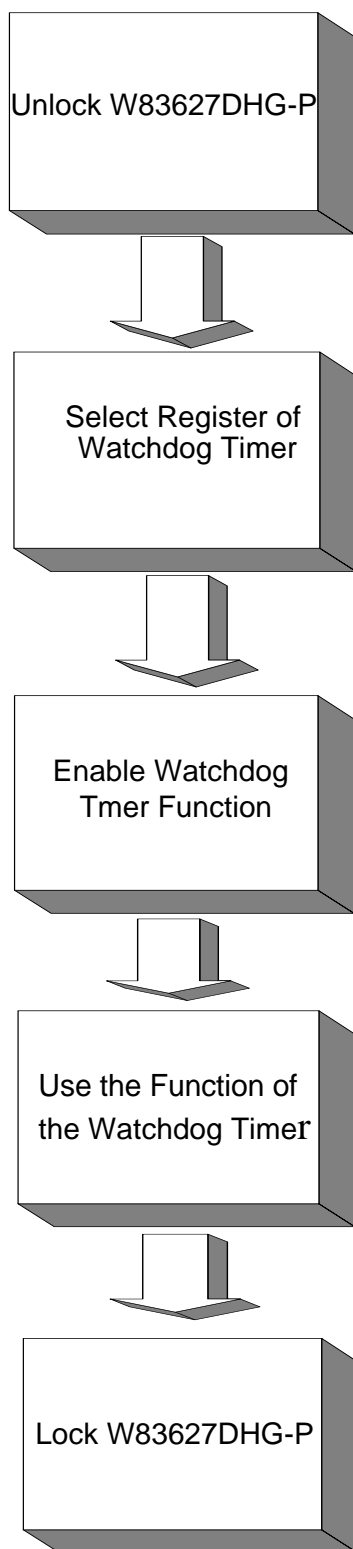 Unlock W83627DHG-P
Select Register of
Watchdog Timer
Enable Watchdog
Tmer Function
Use the Function of
the Watchdog Timer
Lock W83627DHG-P